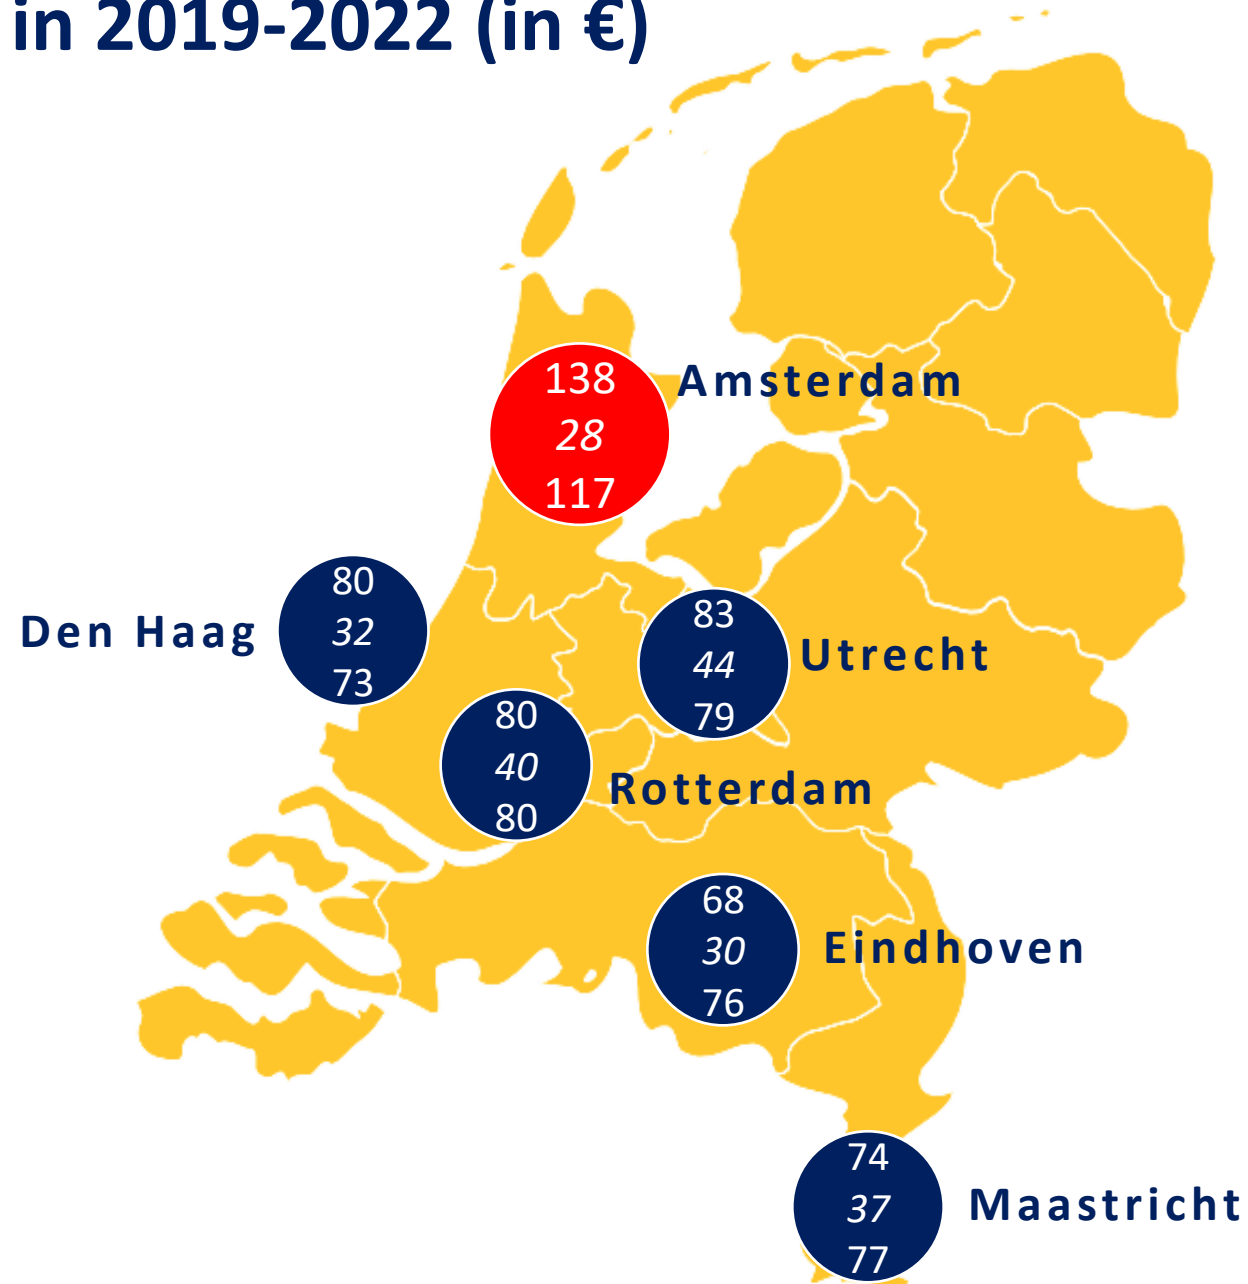 in 2019-2022 (in €)
138
28
117
Amsterdam
Den Haag
80
32
73
83
44
79
Utrecht
80
40
80
Rotterdam
68
30
76
Eindhoven
74
37
77
Maastricht